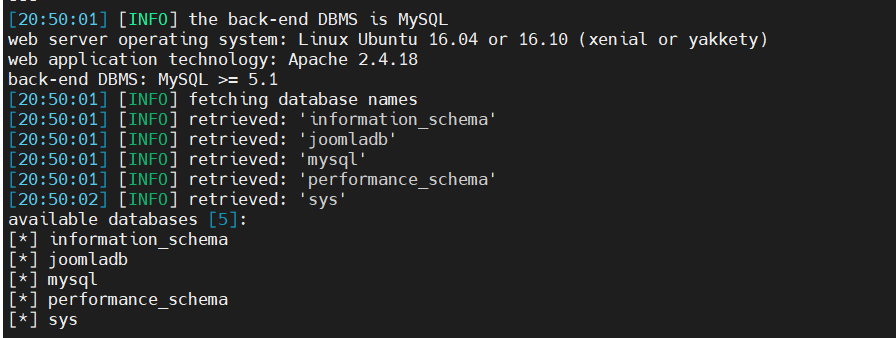 [20:50:01] [INFO] the back-end DBMS is MySQL
web server operating system: Linux Ubuntu 16.04 or 16.10 (xenial or yakkety)
web application technology: Apache 2.4.18
back-end DBMS: MySQL >= 5.1
[20:50:01] [INFO] fetching database names
[20:50:01] [INFO] retrieved: 'information_schema'
[20:50:01] [INFO] retrieved: 'joomladb'
[20:50:01] [INFO] retrieved: 'mysql'
[20:50:01] [INFO] retrieved: 'performance_schema'
[20:50:02] [INFO] retrieved: 'sys'
available databases [5]:
[*] information_schema
[*] joomladb
[*] mysql
[*] performance_schema
[*] sys